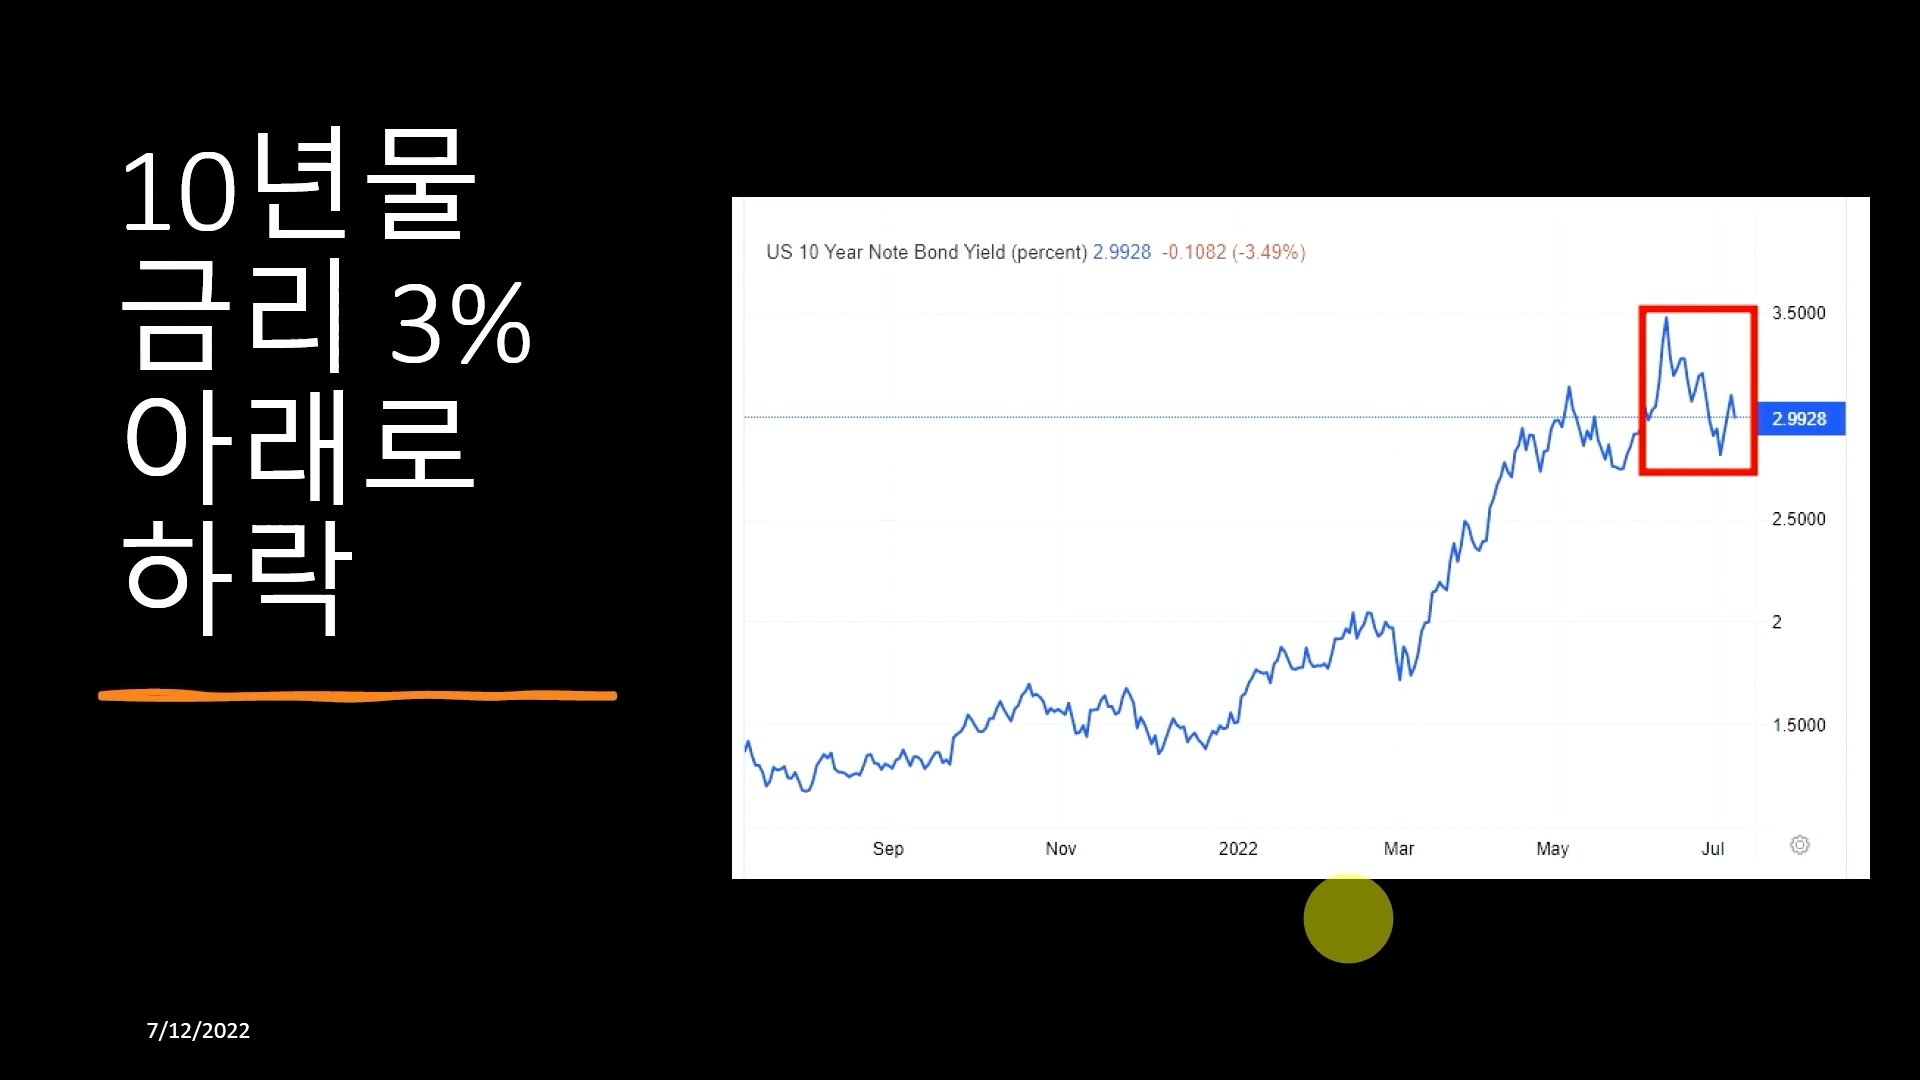 10년물
금리 3%
아래로
하락
US 10 Year Note Bond Yield (percent) 2.9928 -0.1082 (-3.49%)
3.5000
2.9928
2.5000
2
1.5000
Sep Nov 2022 Mar May Jul
7/12/2022